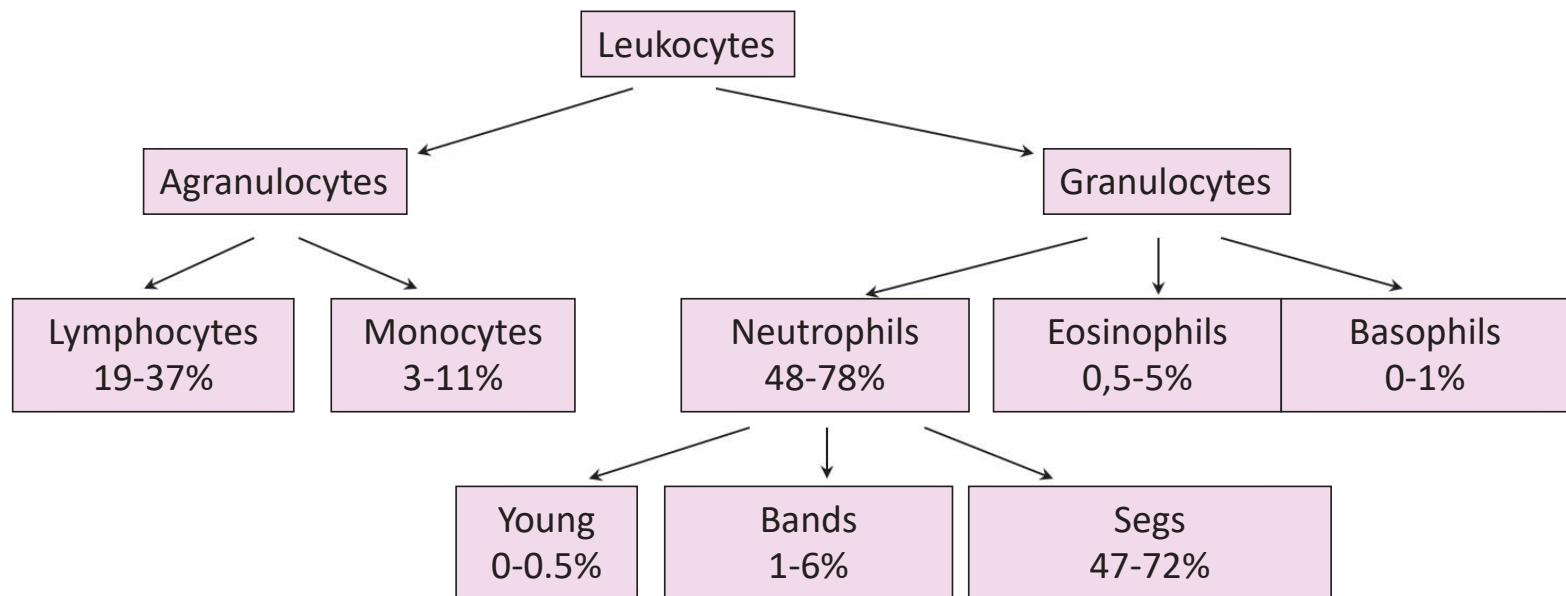 Leukocytes
Agranulocytes
Granulocytes
Lymphocytes
19-37%
Monocytes
3-11%
Neutrophils
48-78%
Eosinophils
0,5-5%
Basophils
0-1%
Young
0-0.5%
Bands
1-6%
Segs
47-72%